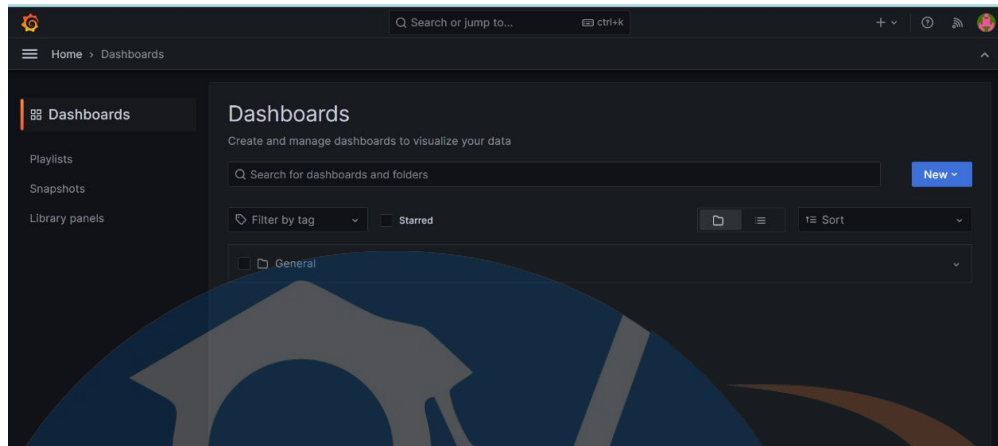 Search or jump to... ctrl+k
Home › Dashboards
Dashboards
Playlists
Snapshots
Library panels
Dashboards
Create and manage dashboards to visualize your data
Search for dashboards and folders
New
Filter by tag
Starred
Sort
General